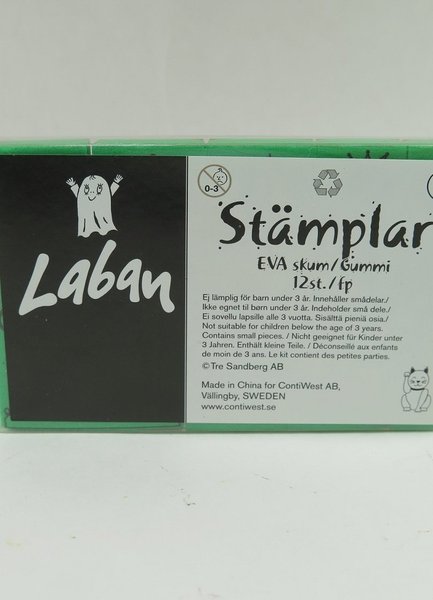 Laban
0-3
Stämplar
EVA skum/Gummi
12st./fp
Ej lämplig för barn under 3 år. Innehåller smådelar./
Ikke egnet til børn under 3 år. Indeholder små dele./
Ei sovellu lapsille alle 3 vuotta. Sisältää pieniä osia./
Not suitable for children below the age of 3 years.
Contains small pieces. / Nicht geeignet für Kinder unter
3 Jahren. Enthält kleine Teile. / Déconseillé aux enfants
de moin de 3 ans. Le kit contient des petites parties.
©Tre Sandberg AB
Made in China for ContiWest AB,
Vällingby, SWEDEN
www.contiwest.se